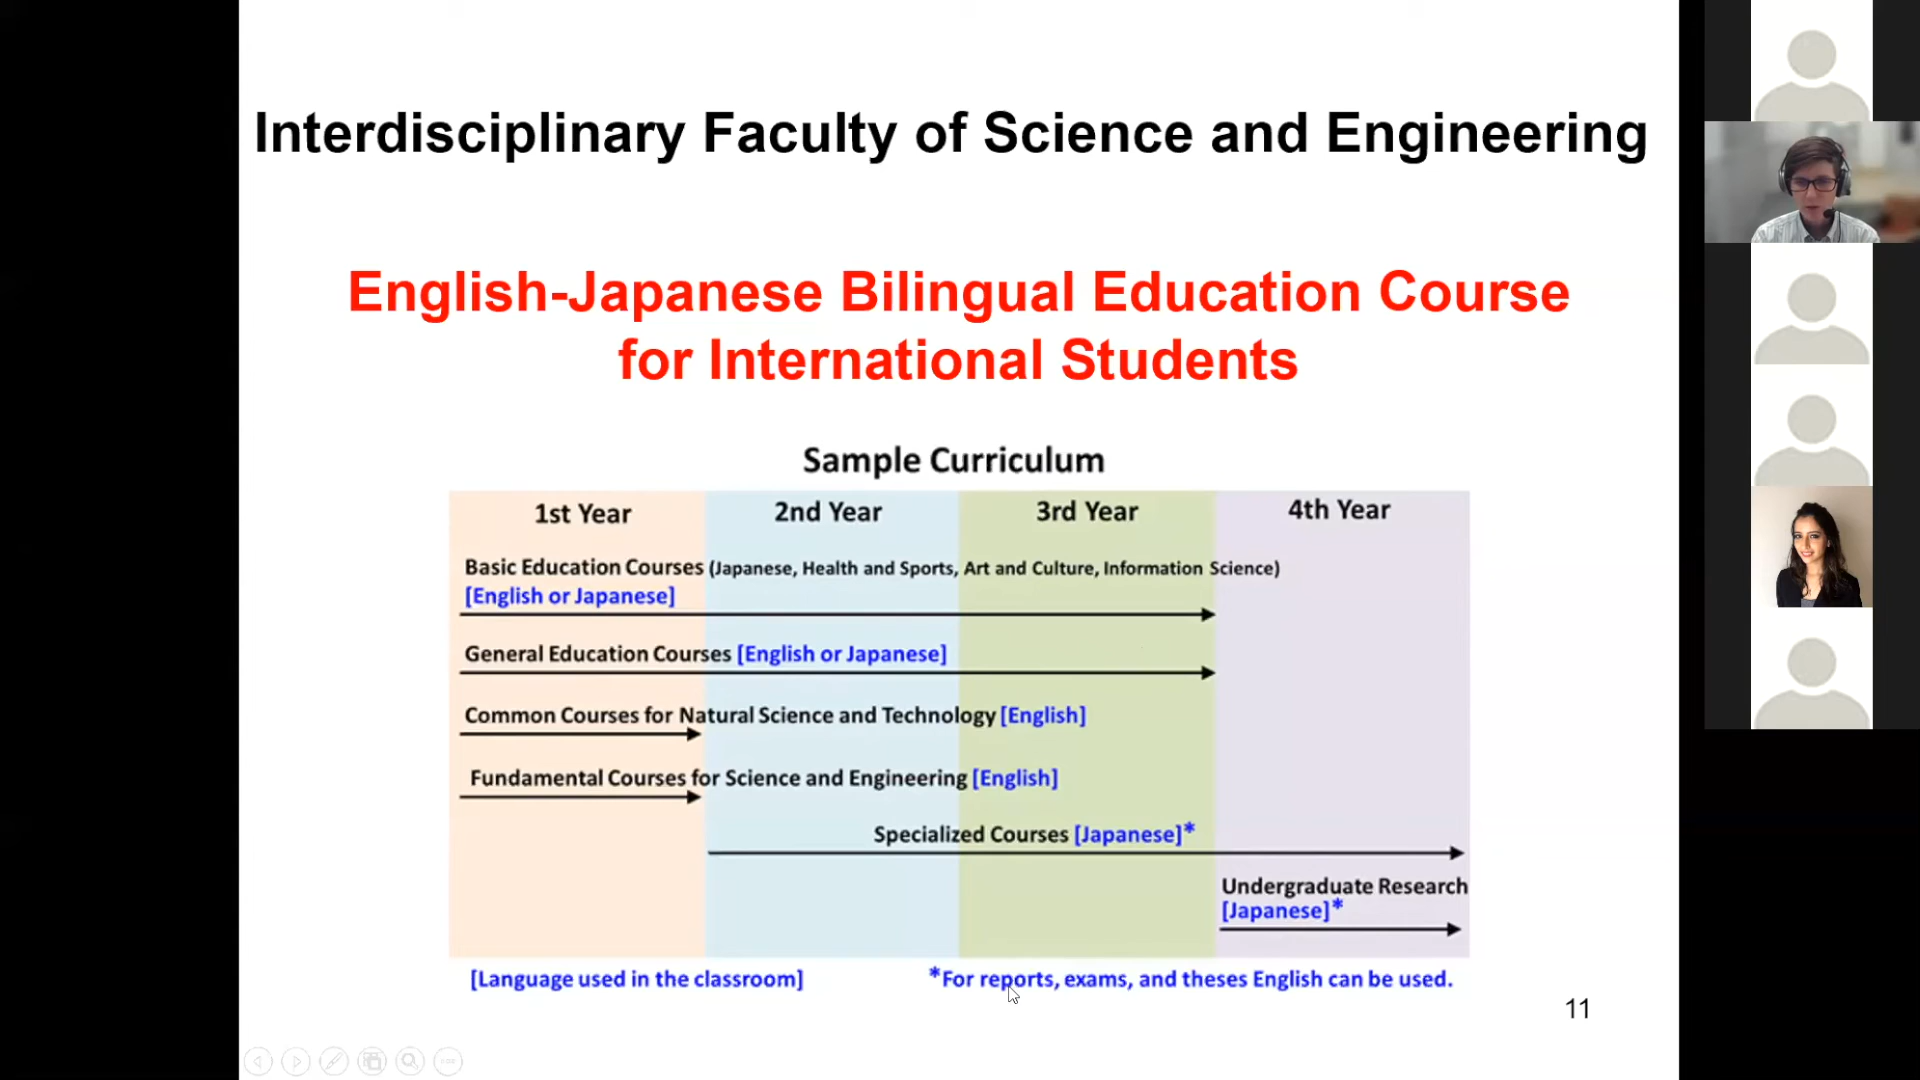 Interdisciplinary Faculty of Science and Engineering
English-Japanese Bilingual Education Course
for International Students
Sample Curriculum
1st Year 2nd Year 3rd Year 4th Year
Basic Education Courses (Japanese, Health and Sports, Art and Culture, Information Science)
[English or Japanese]
General Education Courses [English or Japanese]
Common Courses for Natural Science and Technology [English]
Fundamental Courses for Science and Engineering [English]
Specialized Courses [Japanese]*
Undergraduate Research
[Japanese]*
[Language used in the classroom] *For reports, exams, and theses English can be used.
11